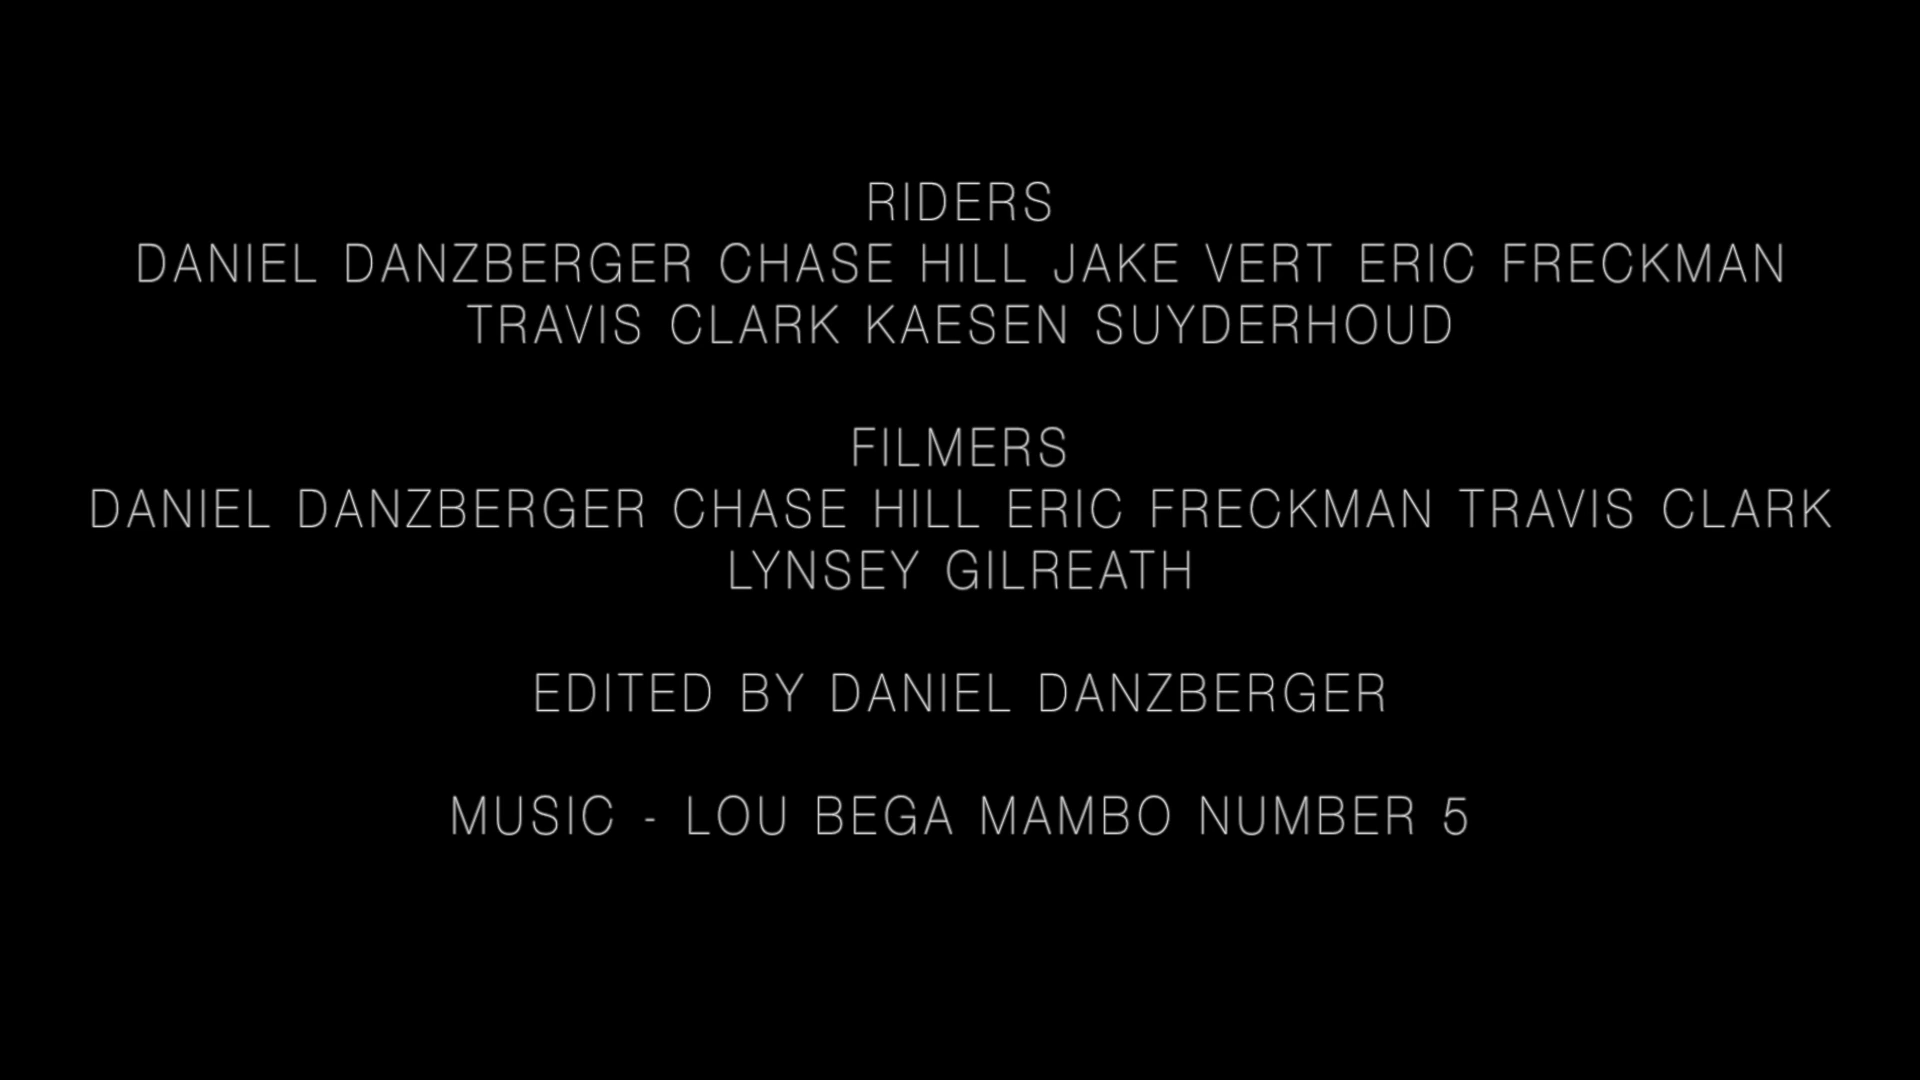 RIDERS
DANIEL DANZBERGER CHASE HILL JAKE VERT ERIC FRECKMAN
TRAVIS CLARK KAESEN SUYDERHOUD
FILMERS
DANIEL DANZBERGER CHASE HILL ERIC FRECKMAN TRAVIS CLARK
LYNSEY GILREATH
EDITED BY DANIEL DANZBERGER
MUSIC - LOU BEGA MAMBO NUMBER 5